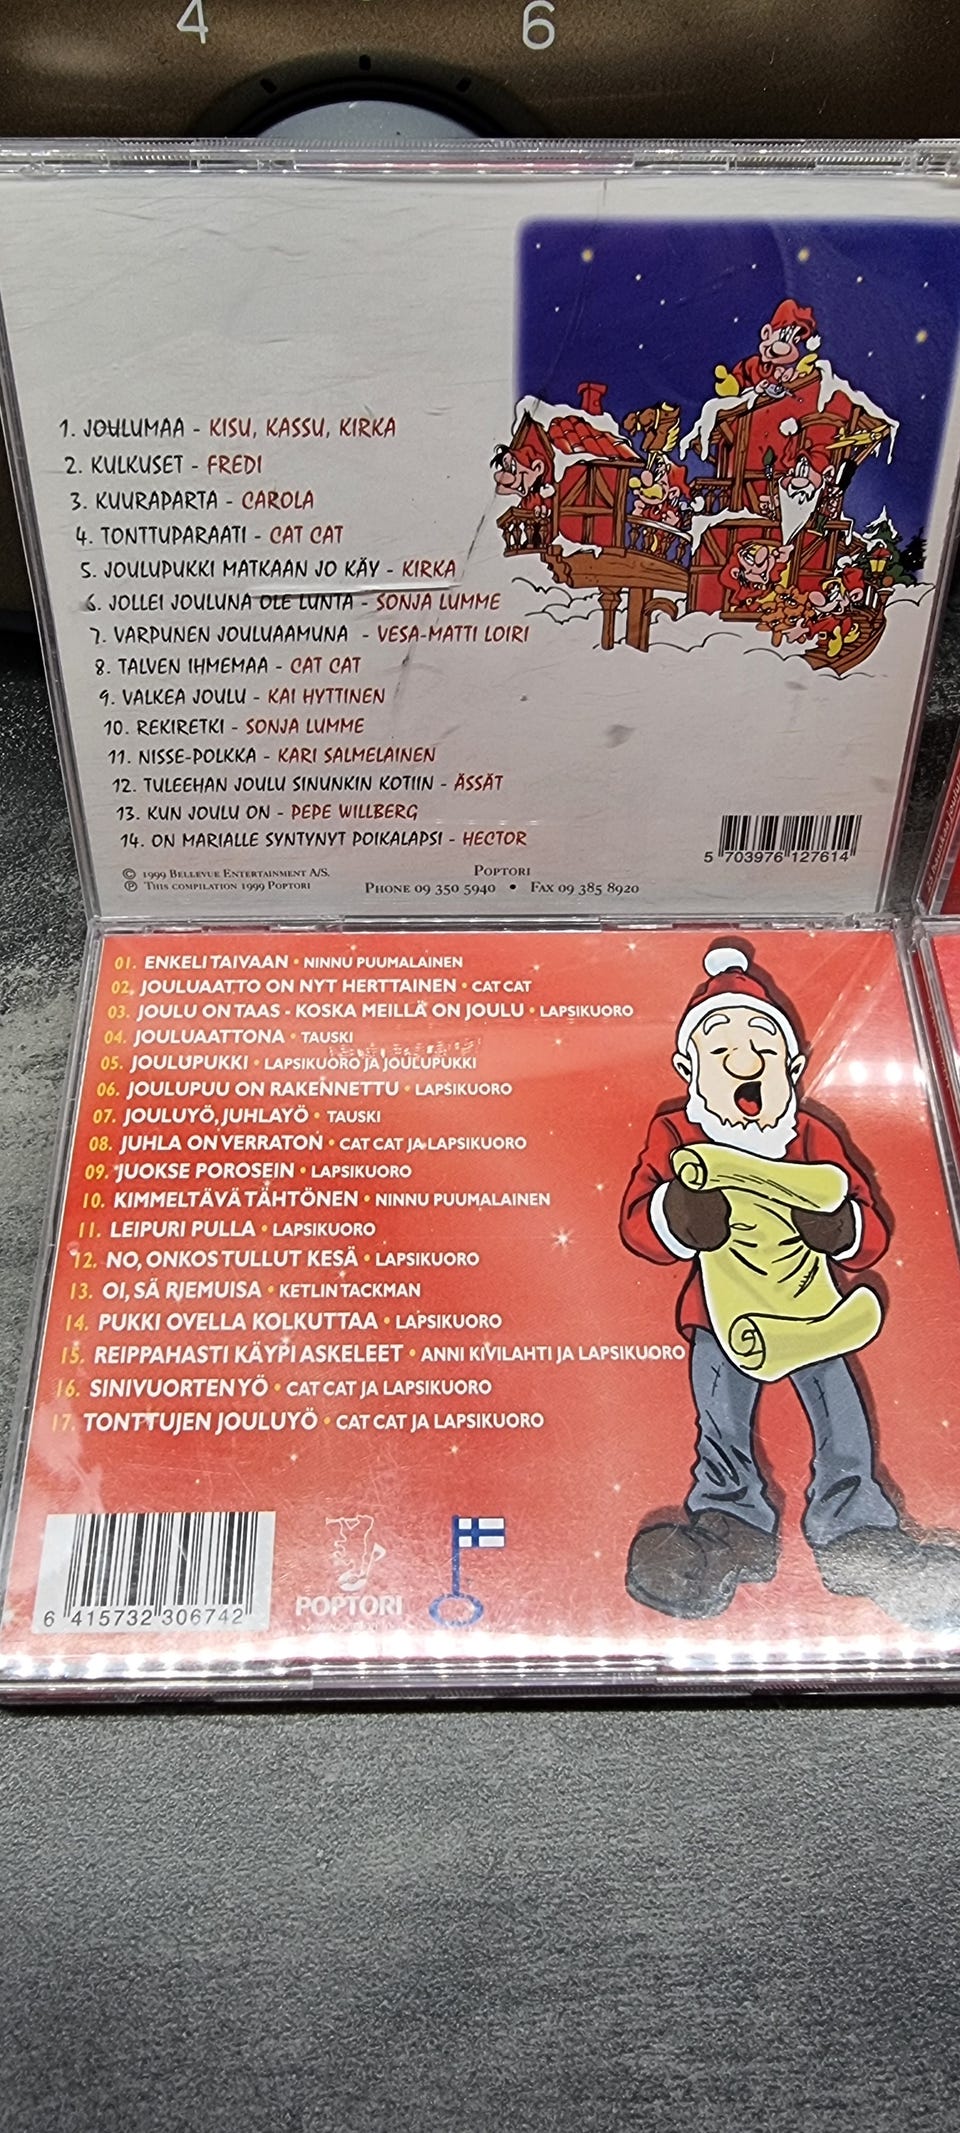 4 6
1. JOULUMAA - KISU, KASSU, KIRKA
2. KULKUSET - FREDI
3. KUURAPARTA - CAROLA
4. TONTTUPARAATI - CAT CAT
5. JOULUPUKKI MATKAAN JO KÄY - KIRKA
6. JOLLEI JOULUNA OLE LUNTA - SONJA LUMME
7. VARPUNEN JOULUAAMUNA - VESA-MATTI LOIRI
8. TALVEN IHMEMAA - CAT CAT
9. VALKEA JOULU - KAI HYTTINEN
10. REKIRETKI - SONJA LUMME
11. NISSE-POLKKA - KARI SALMELAINEN
12. TULEEHAN JOULU SINUNKIN KOTIIN - ÄSSÄT
13. KUN JOULU ON - PEPE WILLBERG
14. ON MARIALLE SYNTYNYT POIKALAPSI - HECTOR
5 703976 127614
© 1999 BELLEVUE ENTERTAINMENT A/S.
℗ THIS COMPILATION 1999 POPTORI
POPTORI
PHONE 09 350 5940 • FAX 09 385 8920
01. ENKELI TAIVAAN • NINNU PUUMALAINEN
02. JOULUAATTO ON NYT HERTTAINEN • CAT CAT
03. JOULU ON TAAS - KOSKA MEILLÄ ON JOULU • LAPSIKUORO
04. JOULUAATTONA • TAUSKI
05. JOULUPUKKI • LAPSIKUORO JA JOULUPUKKI
06. JOULUPUU ON RAKENNETTU • LAPSIKUORO
07. JOULUYÖ, JUHLAYÖ • TAUSKI
08. JUHLA ON VERRATON • CAT CAT JA LAPSIKUORO
09. JUOKSE POROSEIN • LAPSIKUORO
10. KIMMELTÄVÄ TÄHTÖNEN • NINNU PUUMALAINEN
11. LEIPURI PULLA • LAPSIKUORO
12. NO, ONKOS TULLUT KESÄ • LAPSIKUORO
13. OI, SÄ RIEMUISA • KETLIN TACKMAN
14. PUKKI OVELLA KOLKUTTAA • LAPSIKUORO
15. REIPPAHASTI KÄYPI ASKELEET • ANNI KIVILAHTI JA LAPSIKUORO
16. SINIVUORTEN YÖ • CAT CAT JA LAPSIKUORO
17. TONTTUJEN JOULUYÖ • CAT CAT JA LAPSIKUORO
6 415732 306742
POPTORI